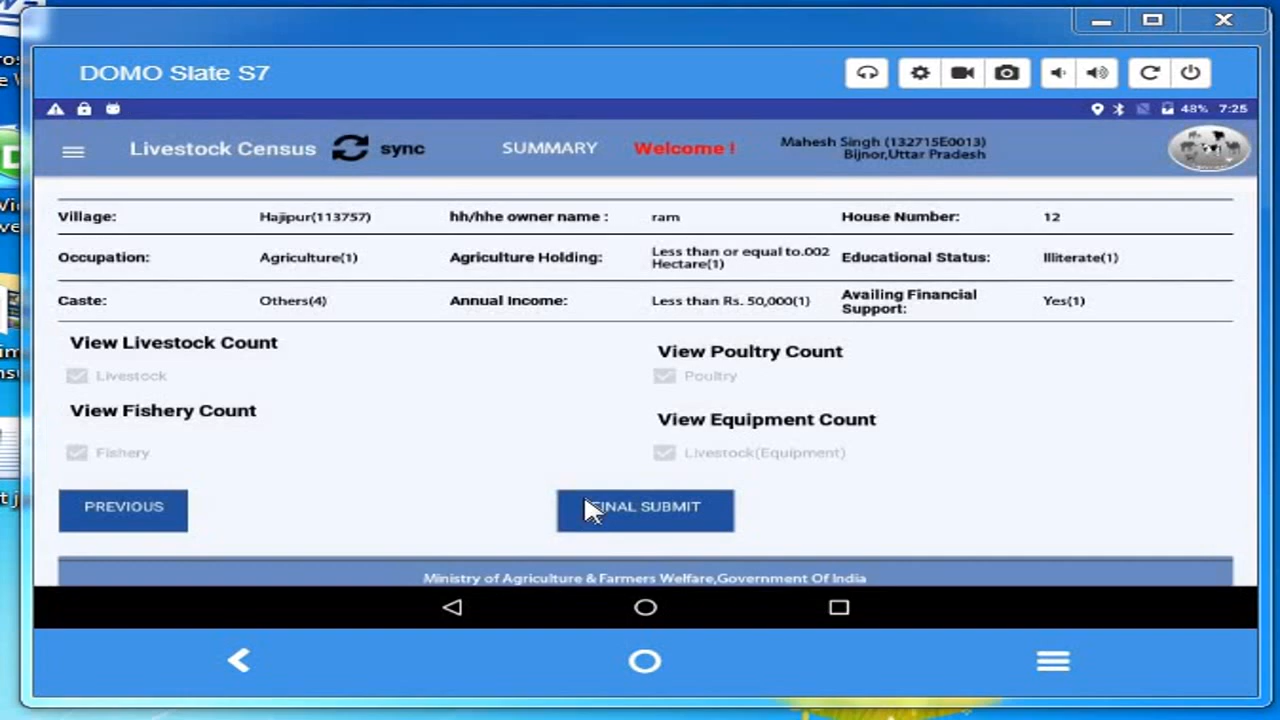 DOMO Slate S7
48% 7:25
Livestock Census sync SUMMARY Welcome ! Mahesh Singh (132715E0013)
Bijnor,Uttar Pradesh
Village: Hajipur(113757) hh/hhe owner name : ram House Number: 12
Occupation: Agriculture(1) Agriculture Holding: Less than or equal to.002 Educational Status: Illiterate(1)
Hectare(1)
Caste: Others(4) Annual Income: Less than Rs. 50,000(1) Availing Financial Yes(1)
Support:
View Livestock Count View Poultry Count
Livestock Poultry
View Fishery Count View Equipment Count
Fishery Livestock(Equipment)
PREVIOUS FINAL SUBMIT
Ministry of Agriculture & Farmers Welfare,Government Of India